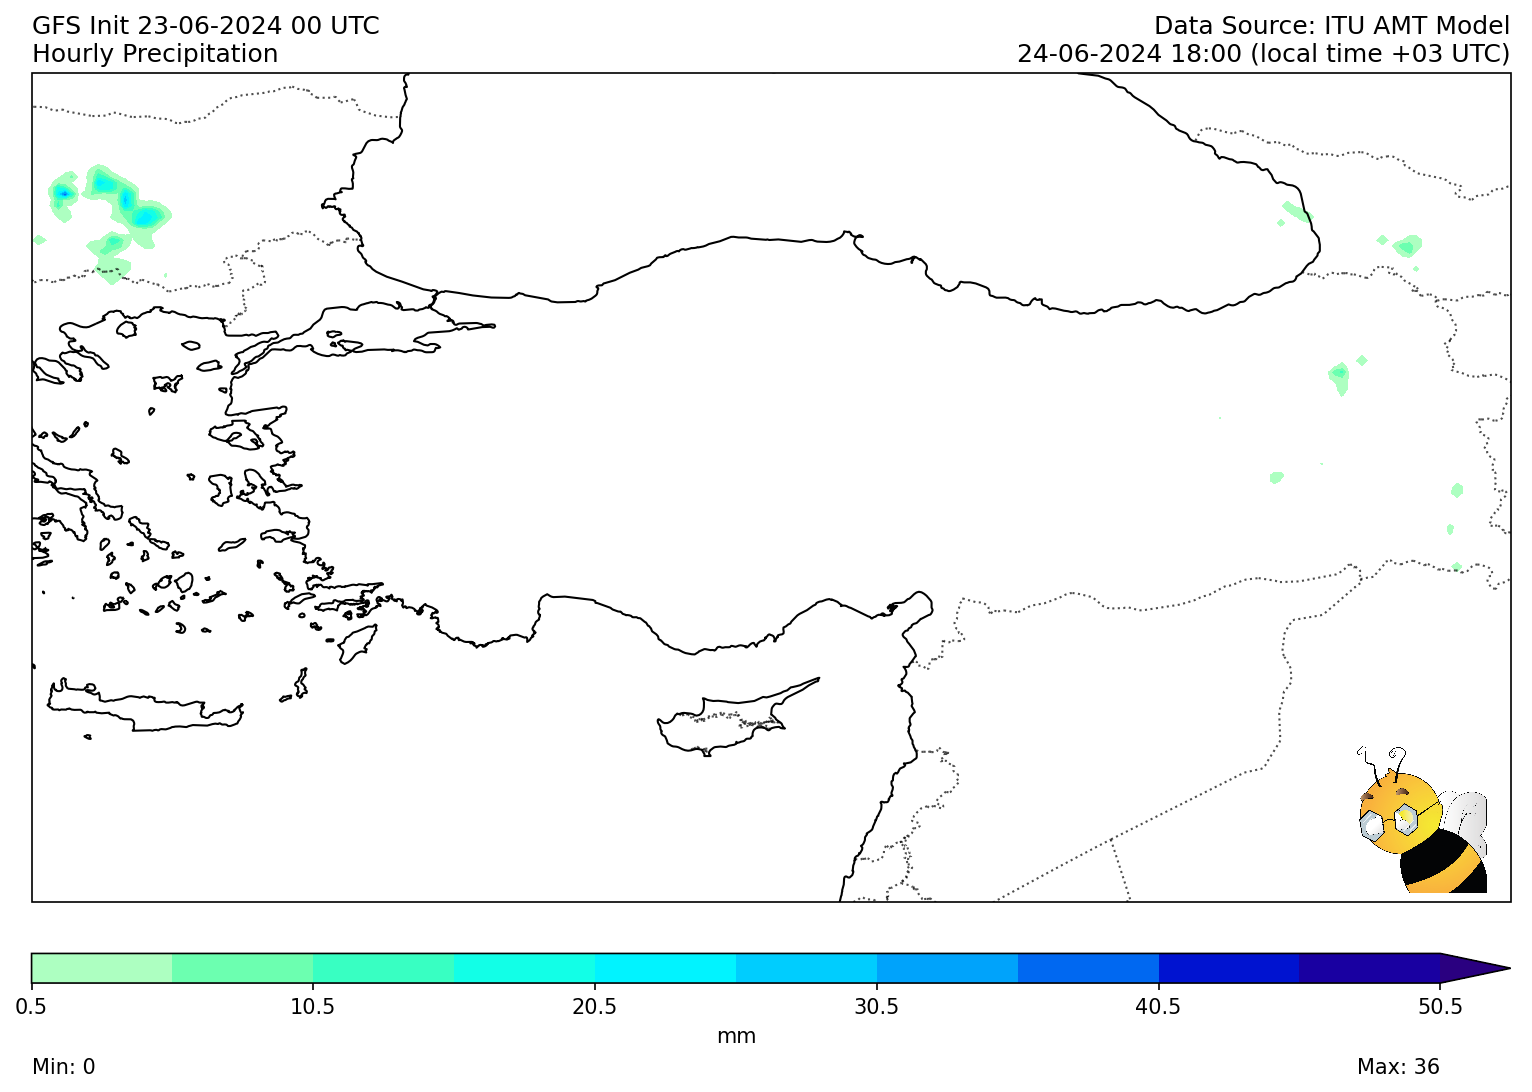 GFS Init 23-06-2024 00 UTC
Hourly Precipitation
Data Source: ITU AMT Model
24-06-2024 18:00 (local time +03 UTC)
0.5 10.5 20.5 30.5 40.5 50.5
mm
Min: 0
Max: 36